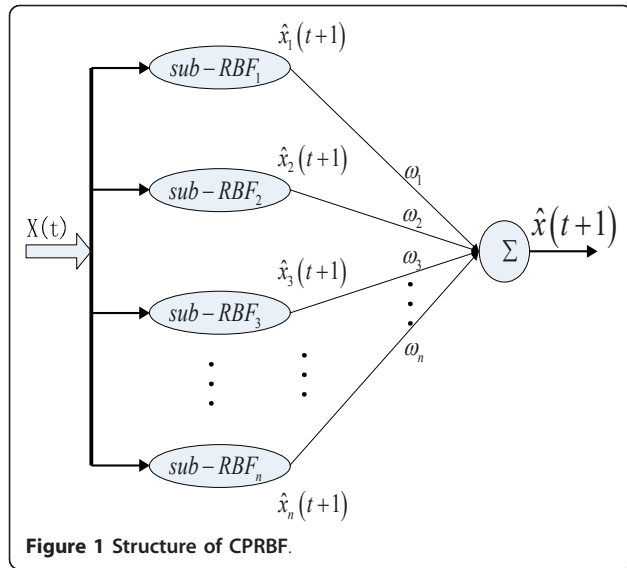 x̂₁(t+1)
sub-RBF₁
ω₁
x̂₂(t+1)
sub-RBF₂
ω₂
X(t)
x̂(t+1)
Σ
ω₃
x̂₃(t+1)
sub-RBF₃
ωₙ
sub-RBFₙ
x̂ₙ(t+1)
Figure 1 Structure of CPRBF.